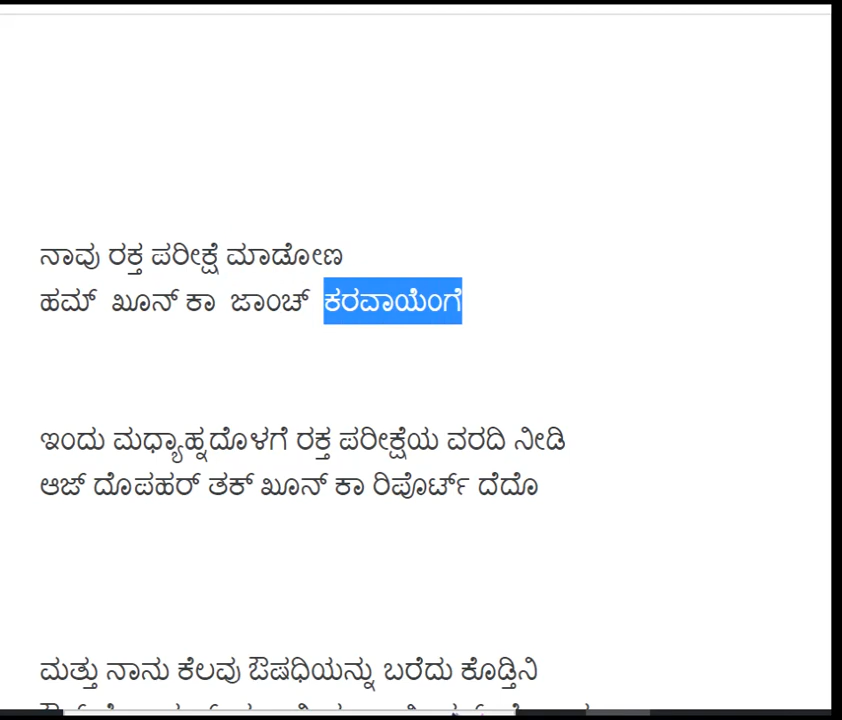 ನಾವು ರಕ್ತ ಪರೀಕ್ಷೆ ಮಾಡೋಣ
ಹಮ್ ಖೂನ್ ಕಾ ಜಾಂಚ್ ಕರವಾಯೆಂಗೆ
ಇಂದು ಮಧ್ಯಾಹ್ನದೊಳಗೆ ರಕ್ತ ಪರೀಕ್ಷೆಯ ವರದಿ ನೀಡಿ
ಆಜ್ ದೊಪಹರ್ ತಕ್ ಖೂನ್ ಕಾ ರಿಪೊರ್ಟ್ ದೆದೊ
ಮತ್ತು ನಾನು ಕೆಲವು ಔಷಧಿಯನ್ನು ಬರೆದು ಕೊಡ್ತಿನಿ